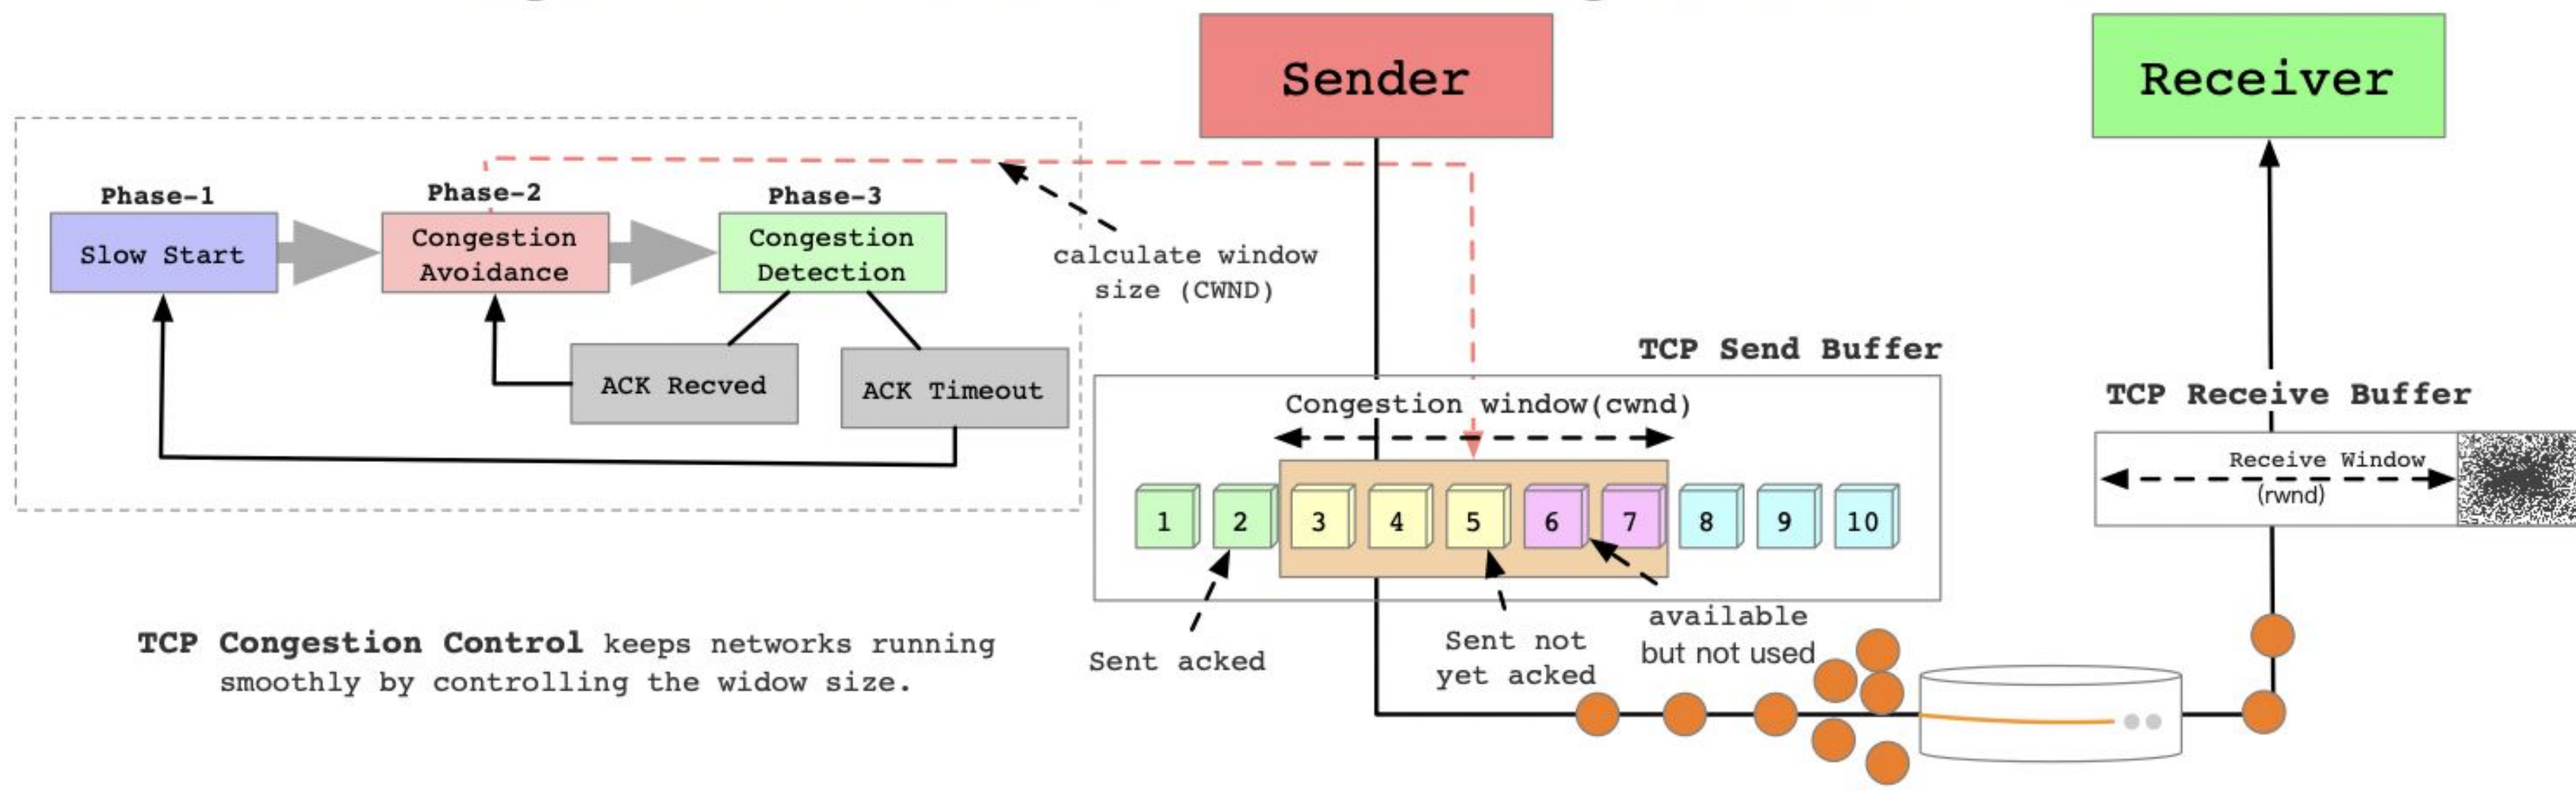 Sender
Receiver
Phase-1
Phase-2
Phase-3
Slow Start
Congestion
Avoidance
Congestion
Detection
calculate window
size (CWND)
ACK Recved
ACK Timeout
TCP Send Buffer
Congestion window(cwnd)
1 2 3 4 5 6 7 8 9 10
Sent acked
Sent not
yet acked
available
but not used
TCP Receive Buffer
Receive Window
(rwnd)
TCP Congestion Control keeps networks running
smoothly by controlling the widow size.